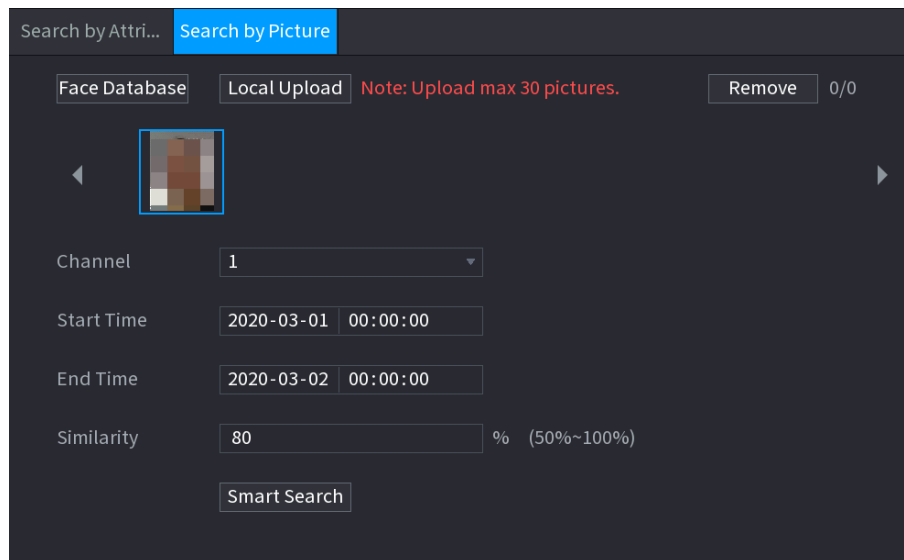 Search by Attri... Search by Picture
Face Database Local Upload Note: Upload max 30 pictures. Remove 0/0
Channel 1
Start Time 2020-03-01 00:00:00
End Time 2020-03-02 00:00:00
Similarity 80 % (50%~100%)
Smart Search